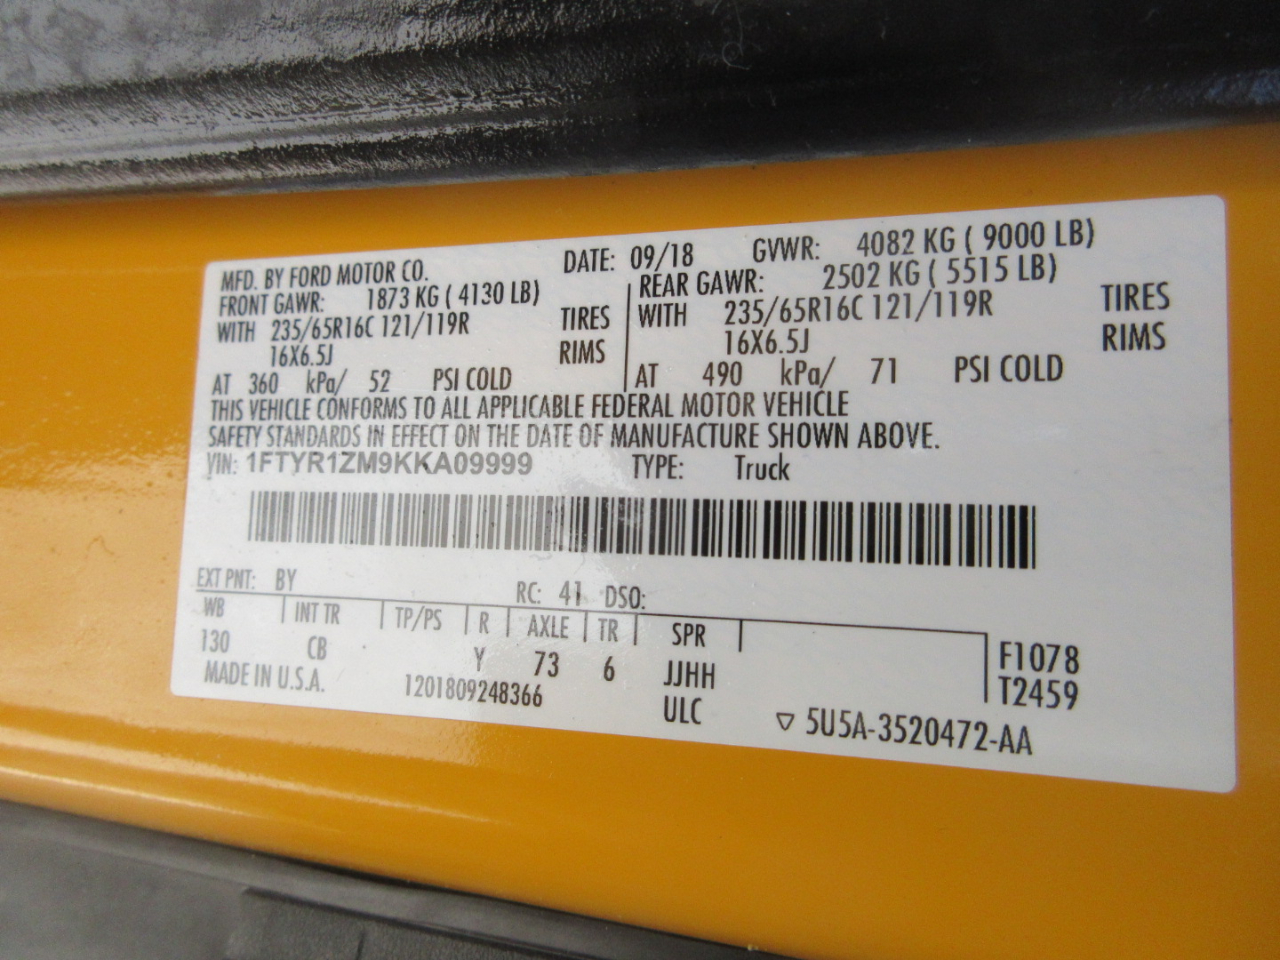 MFD. BY FORD MOTOR CO. DATE: 09/18 GVWR: 4082 KG ( 9000 LB)
FRONT GAWR: 1873 KG ( 4130 LB) REAR GAWR: 2502 KG ( 5515 LB)
WITH 235/65R16C 121/119R TIRES WITH 235/65R16C 121/119R TIRES
16X6.5J RIMS 16X6.5J RIMS
AT 360 kPa/ 52 PSI COLD AT 490 kPa/ 71 PSI COLD
THIS VEHICLE CONFORMS TO ALL APPLICABLE FEDERAL MOTOR VEHICLE
SAFETY STANDARDS IN EFFECT ON THE DATE OF MANUFACTURE SHOWN ABOVE.
VIN: 1FTYR1ZM9KKA09999 TYPE: Truck
EXT PNT: BY RC: 41 DSO:
WB INT TR TP/PS R AXLE TR SPR
130 CB Y 73 6 JJHH F1078
MADE IN U.S.A. 1201809248366 ULC T2459
▽ 5U5A-3520472-AA